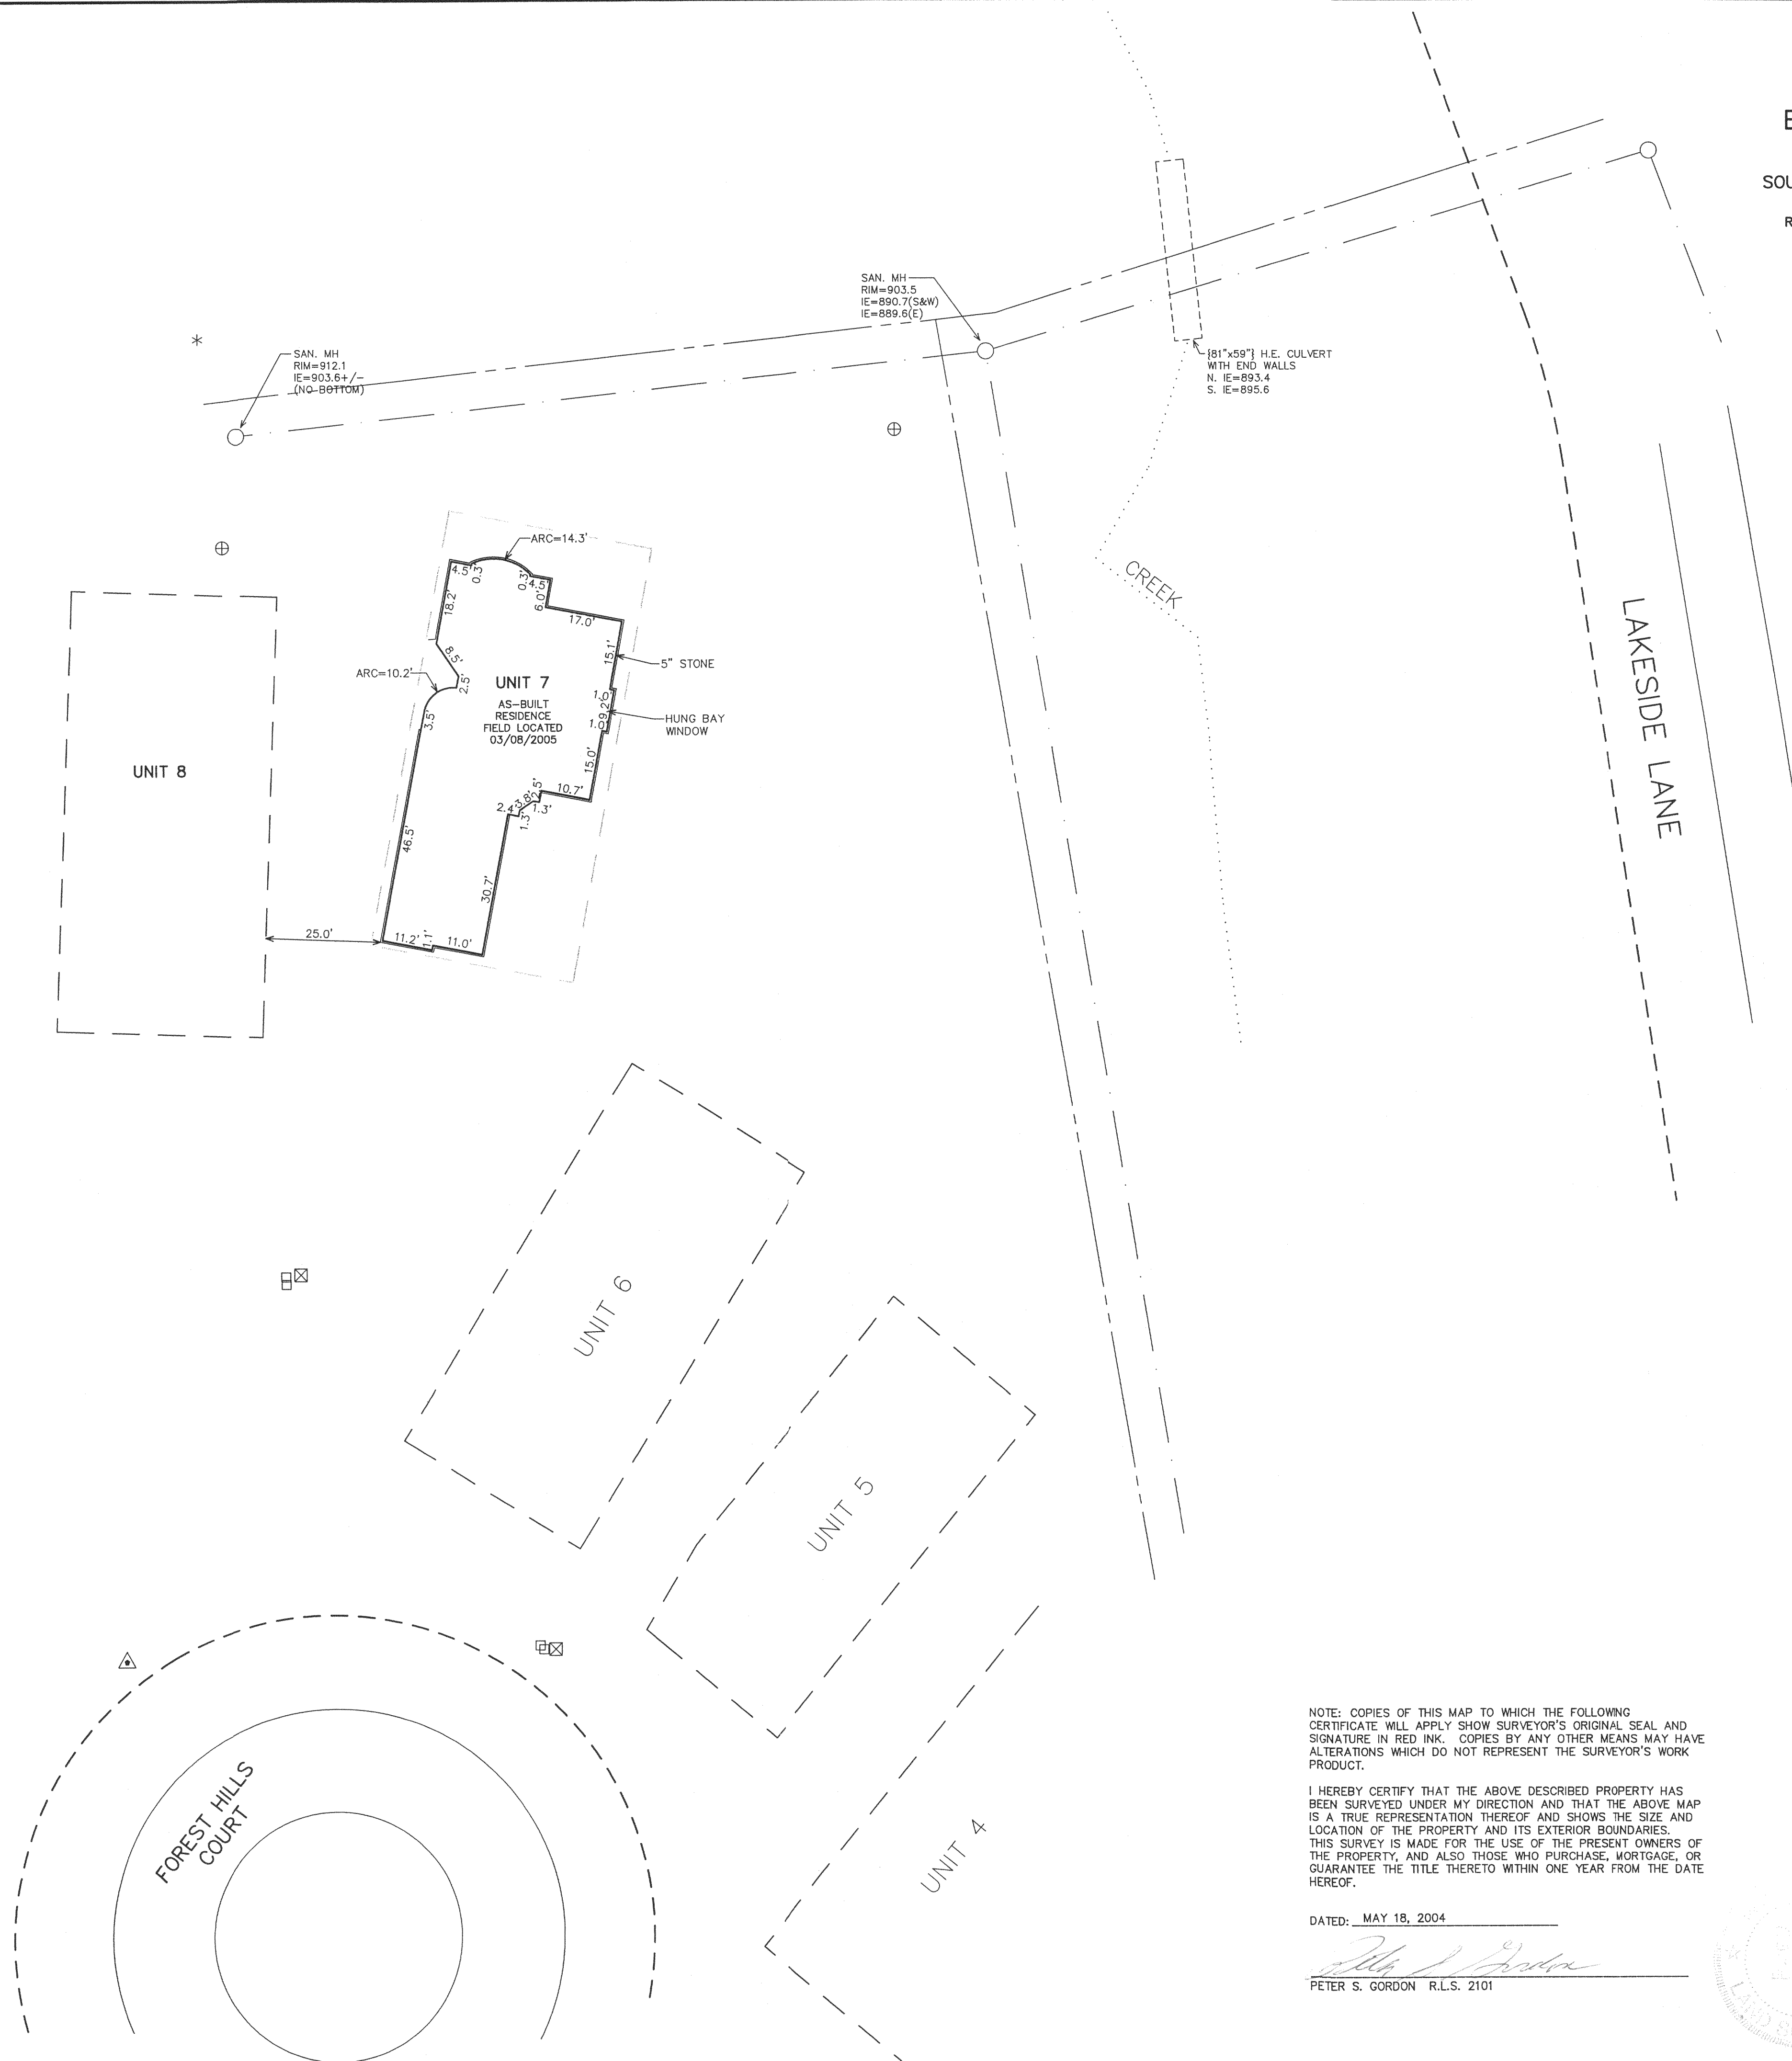 SAN. MH
RIM=903.5
IE=890.7(S&W)
IE=889.6(E)
SAN. MH
RIM=912.1
IE=903.6+/-
(NO BOTTOM)
{81"x59"} H.E. CULVERT
WITH END WALLS
N. IE=893.4
S. IE=895.6
CREEK
LAKESIDE LANE
ARC=14.3'
4.5'
0.3'
0.3'
4.5'
6.0'
17.0'
18.2'
8.5'
2.5'
ARC=10.2'
3.5'
15.1'
5" STONE
1.0'
9.2'
1.0'
HUNG BAY
WINDOW
UNIT 7
AS-BUILT
RESIDENCE
FIELD LOCATED
03/08/2005
15.0'
10.7'
2.5'
1.3'
3.8'
2.4'
1.3'
46.5'
30.7'
11.2'
1.1'
11.0'
25.0'
UNIT 8
UNIT 6
UNIT 5
UNIT 4
FOREST HILLS
COURT
NOTE: COPIES OF THIS MAP TO WHICH THE FOLLOWING
CERTIFICATE WILL APPLY SHOW SURVEYOR'S ORIGINAL SEAL AND
SIGNATURE IN RED INK. COPIES BY ANY OTHER MEANS MAY HAVE
ALTERATIONS WHICH DO NOT REPRESENT THE SURVEYOR'S WORK
PRODUCT.
I HEREBY CERTIFY THAT THE ABOVE DESCRIBED PROPERTY HAS
BEEN SURVEYED UNDER MY DIRECTION AND THAT THE ABOVE MAP
IS A TRUE REPRESENTATION THEREOF AND SHOWS THE SIZE AND
LOCATION OF THE PROPERTY AND ITS EXTERIOR BOUNDARIES.
THIS SURVEY IS MADE FOR THE USE OF THE PRESENT OWNERS OF
THE PROPERTY, AND ALSO THOSE WHO PURCHASE, MORTGAGE, OR
GUARANTEE THE TITLE THERETO WITHIN ONE YEAR FROM THE DATE
HEREOF.
DATED: MAY 18, 2004
Peter S. Gordon
PETER S. GORDON R.L.S. 2101